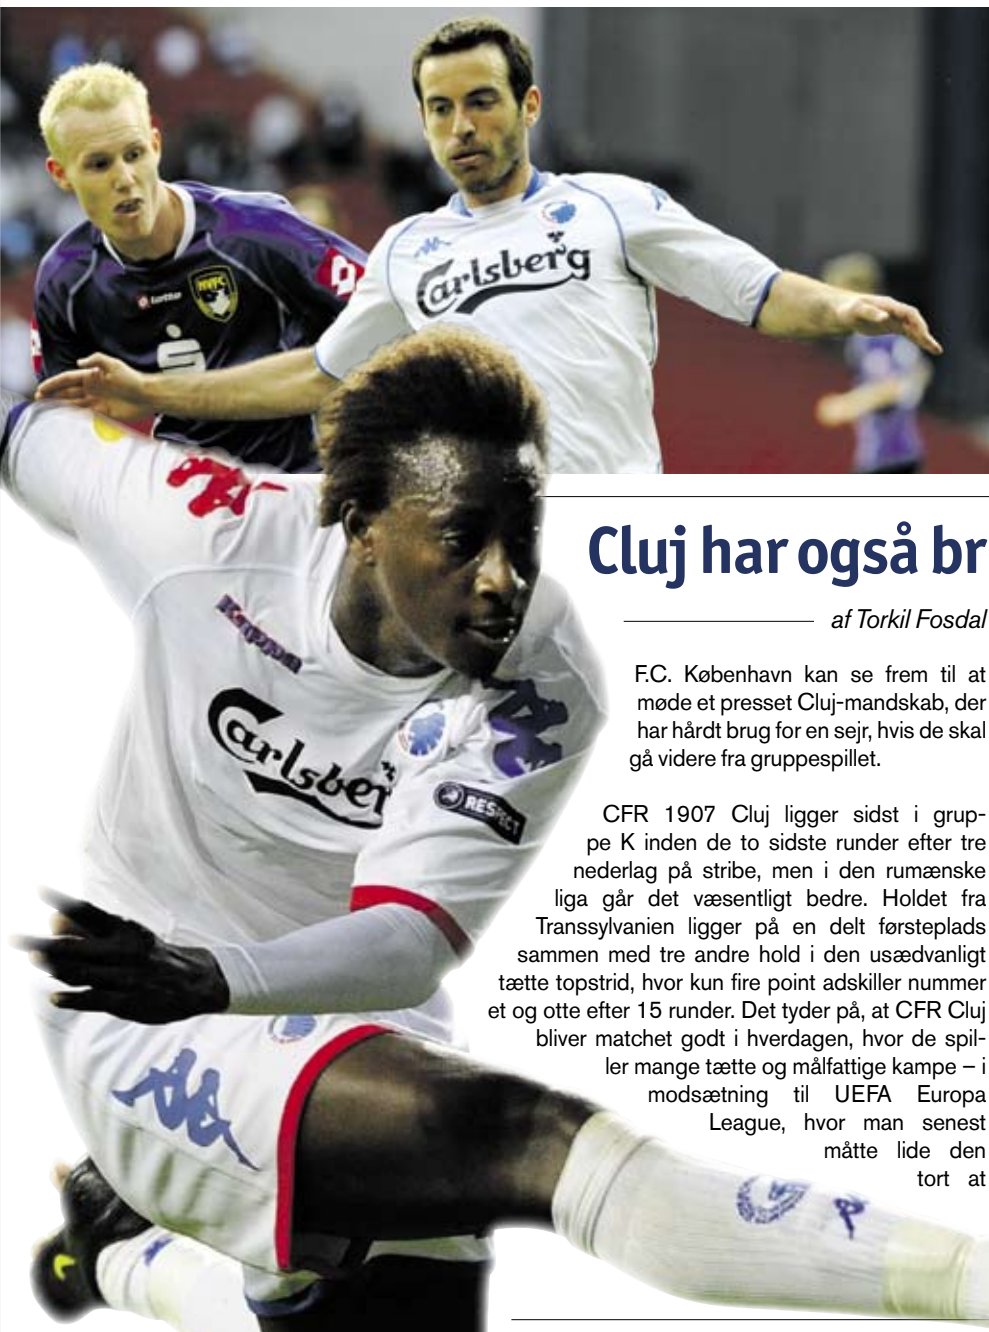 HVFC
lotto
S
Carlsberg
Kappa
Carlsber
RESPECT
Cluj har også br
af Torkil Fosdal
F.C. København kan se frem til at
møde et presset Cluj-mandskab, der
har hårdt brug for en sejr, hvis de skal
gå videre fra gruppespillet.
CFR 1907 Cluj ligger sidst i grup-
pe K inden de to sidste runder efter tre
nederlag på stribe, men i den rumænske
liga går det væsentligt bedre. Holdet fra
Transsylvanien ligger på en delt førsteplads
sammen med tre andre hold i den usædvanligt
tætte topstrid, hvor kun fire point adskiller nummer
et og otte efter 15 runder. Det tyder på, at CFR Cluj
bliver matchet godt i hverdagen, hvor de spil-
ler mange tætte og målfattige kampe – i
modsætning til UEFA Europa
League, hvor man senest
måtte lide den
tort at